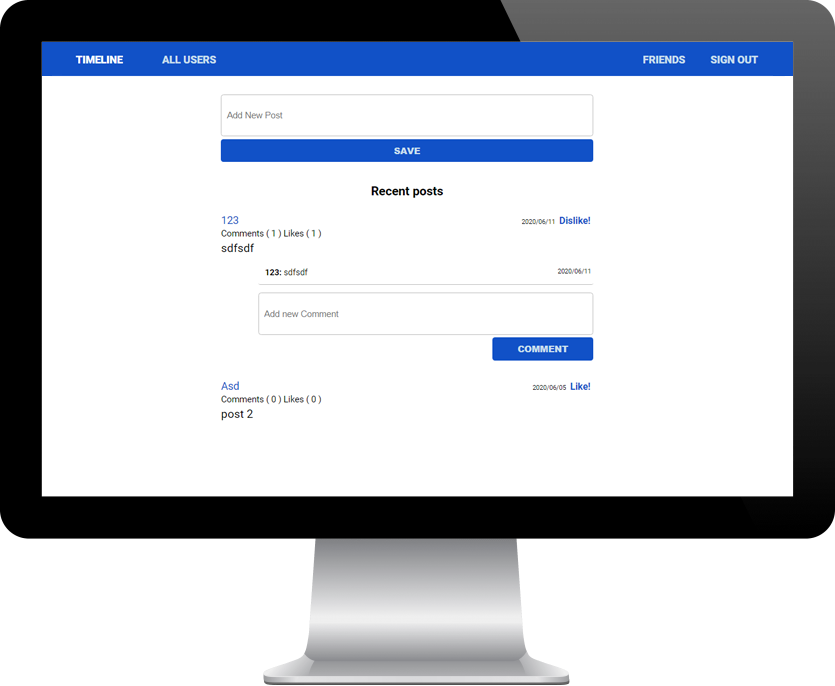 TIMELINE ALL USERS FRIENDS SIGN OUT
Add New Post
SAVE
Recent posts
123 2020/06/11 Dislike!
Comments ( 1 ) Likes ( 1 )
sdfsdf
123: sdfsdf 2020/06/11
Add new Comment
COMMENT
Asd 2020/06/05 Like!
Comments ( 0 ) Likes ( 0 )
post 2